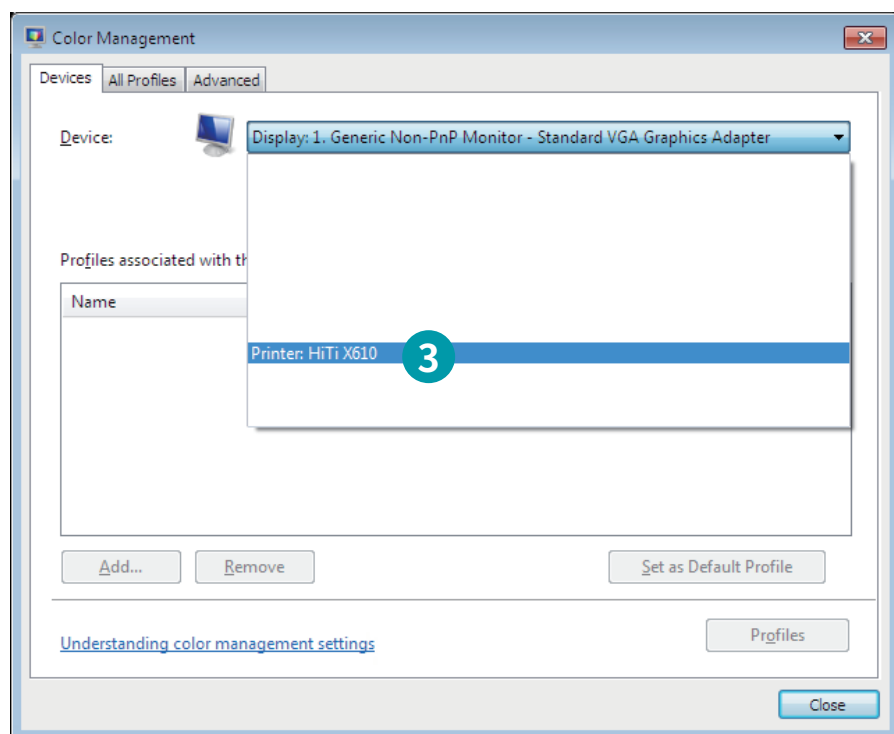 Color Management
Devices All Profiles Advanced
Device: Display: 1. Generic Non-PnP Monitor - Standard VGA Graphics Adapter
Profiles associated with th
Name
Printer: HiTi X610 3
Add... Remove Set as Default Profile
Understanding color management settings Profiles
Close